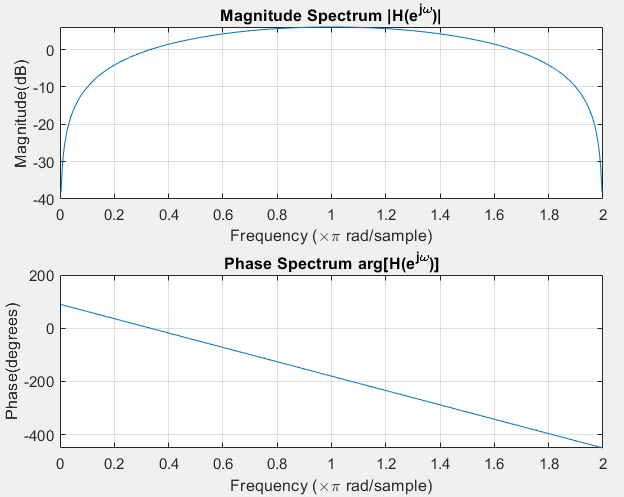 Magnitude Spectrum |H(e^jω)|
Magnitude(dB)
0
-10
-20
-30
-40
0 0.2 0.4 0.6 0.8 1 1.2 1.4 1.6 1.8 2
Frequency (×π rad/sample)
Phase Spectrum arg[H(e^jω)]
Phase(degrees)
200
0
-200
-400
0 0.2 0.4 0.6 0.8 1 1.2 1.4 1.6 1.8 2
Frequency (×π rad/sample)